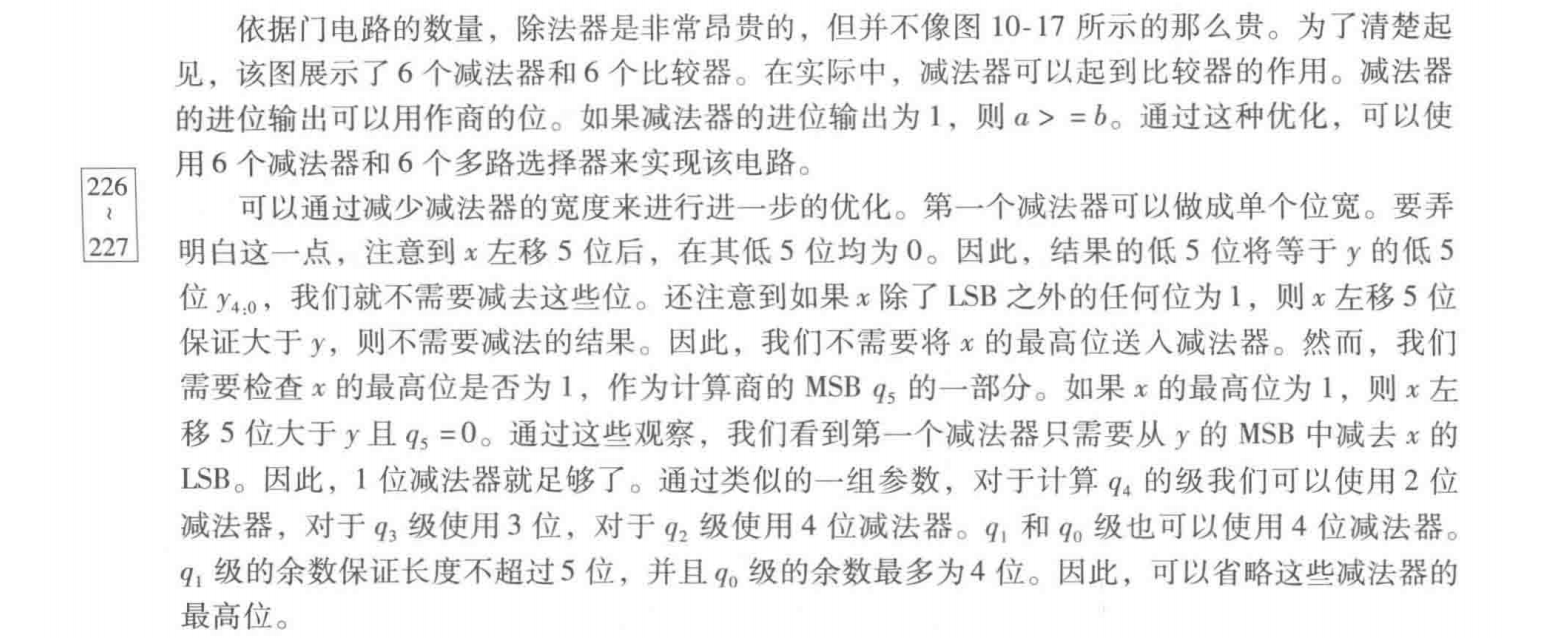 依据门电路的数量，除法器是非常昂贵的，但并不像图 10-17 所示的那么贵。为了清楚起
见，该图展示了 6 个减法器和 6 个比较器。在实际中，减法器可以起到比较器的作用。减法器
的进位输出可以用作商的位。如果减法器的进位输出为 1，则 a > = b。通过这种优化，可以使
用 6 个减法器和 6 个多路选择器来实现该电路。
226
~
227
可以通过减少减法器的宽度来进行进一步的优化。第一个减法器可以做成单个位宽。要弄
明白这一点，注意到 x 左移 5 位后，在其低 5 位均为 0。因此，结果的低 5 位将等于 y 的低 5
位 y₄:₀，我们就不需要减去这些位。还注意到如果 x 除了 LSB 之外的任何位为 1，则 x 左移 5 位
保证大于 y，则不需要减法的结果。因此，我们不需要将 x 的最高位送入减法器。然而，我们
需要检查 x 的最高位是否为 1，作为计算商的 MSB q₅ 的一部分。如果 x 的最高位为 1，则 x 左
移 5 位大于 y 且 q₅ =0。通过这些观察，我们看到第一个减法器只需要从 y 的 MSB 中减去 x 的
LSB。因此，1 位减法器就足够了。通过类似的一组参数，对于计算 q₄ 的级我们可以使用 2 位
减法器，对于 q₃ 级使用 3 位，对于 q₂ 级使用 4 位减法器。q₁ 和 q₀ 级也可以使用 4 位减法器。
q₁ 级的余数保证长度不超过 5 位，并且 q₀ 级的余数最多为 4 位。因此，可以省略这些减法器的
最高位。